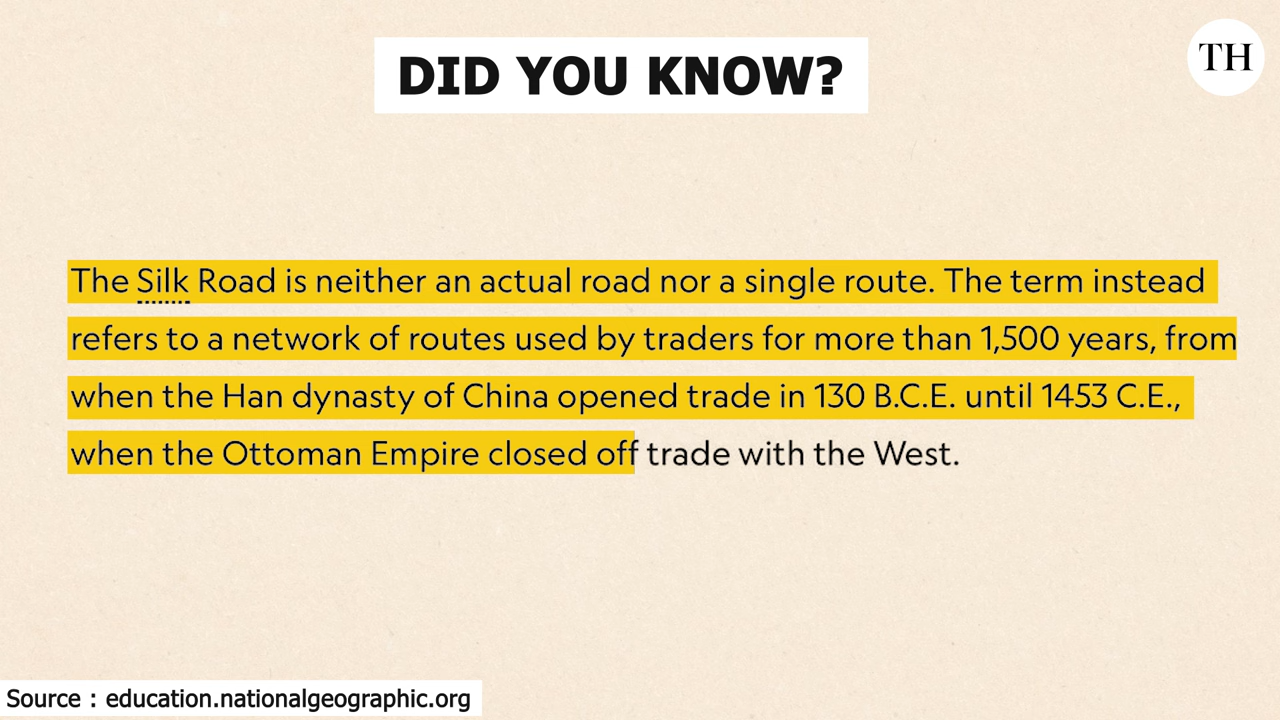 DID YOU KNOW?
TH
The Silk Road is neither an actual road nor a single route. The term instead
refers to a network of routes used by traders for more than 1,500 years, from
when the Han dynasty of China opened trade in 130 B.C.E. until 1453 C.E.,
when the Ottoman Empire closed off trade with the West.
Source : education.nationalgeographic.org